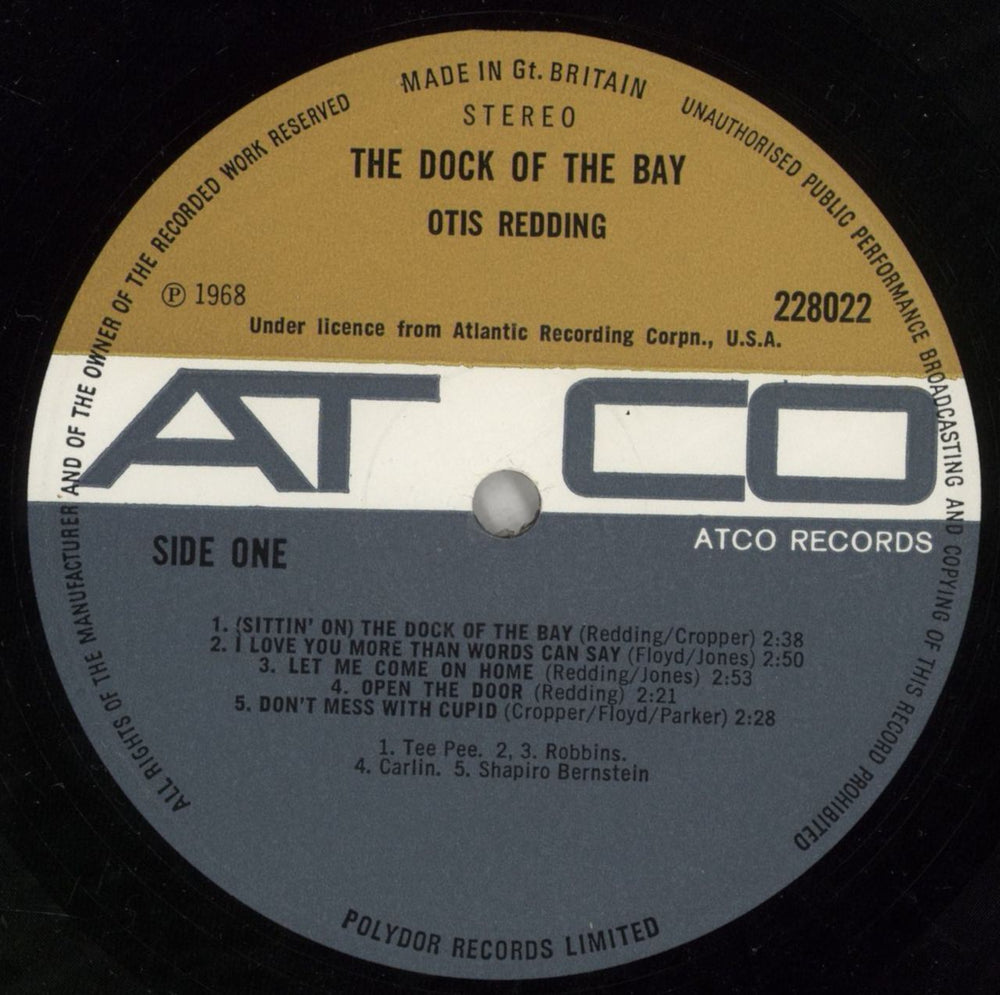 MADE IN Gt. BRITAIN
STEREO
THE DOCK OF THE BAY
OTIS REDDING
℗ 1968
228022
Under licence from Atlantic Recording Corpn., U.S.A.
AT CO
ATCO RECORDS
SIDE ONE
1. (SITTIN' ON) THE DOCK OF THE BAY (Redding/Cropper) 2:38
2. I LOVE YOU MORE THAN WORDS CAN SAY (Floyd/Jones) 2:50
3. LET ME COME ON HOME (Redding/Jones) 2:53
4. OPEN THE DOOR (Redding) 2:21
5. DON'T MESS WITH CUPID (Cropper/Floyd/Parker) 2:28
1. Tee Pee. 2, 3. Robbins.
4. Carlin. 5. Shapiro Bernstein
ALL RIGHTS OF THE MANUFACTURER AND OF THE OWNER OF THE RECORDED WORK RESERVED
UNAUTHORISED PUBLIC PERFORMANCE BROADCASTING AND COPYING OF THIS RECORD PROHIBITED
POLYDOR RECORDS LIMITED